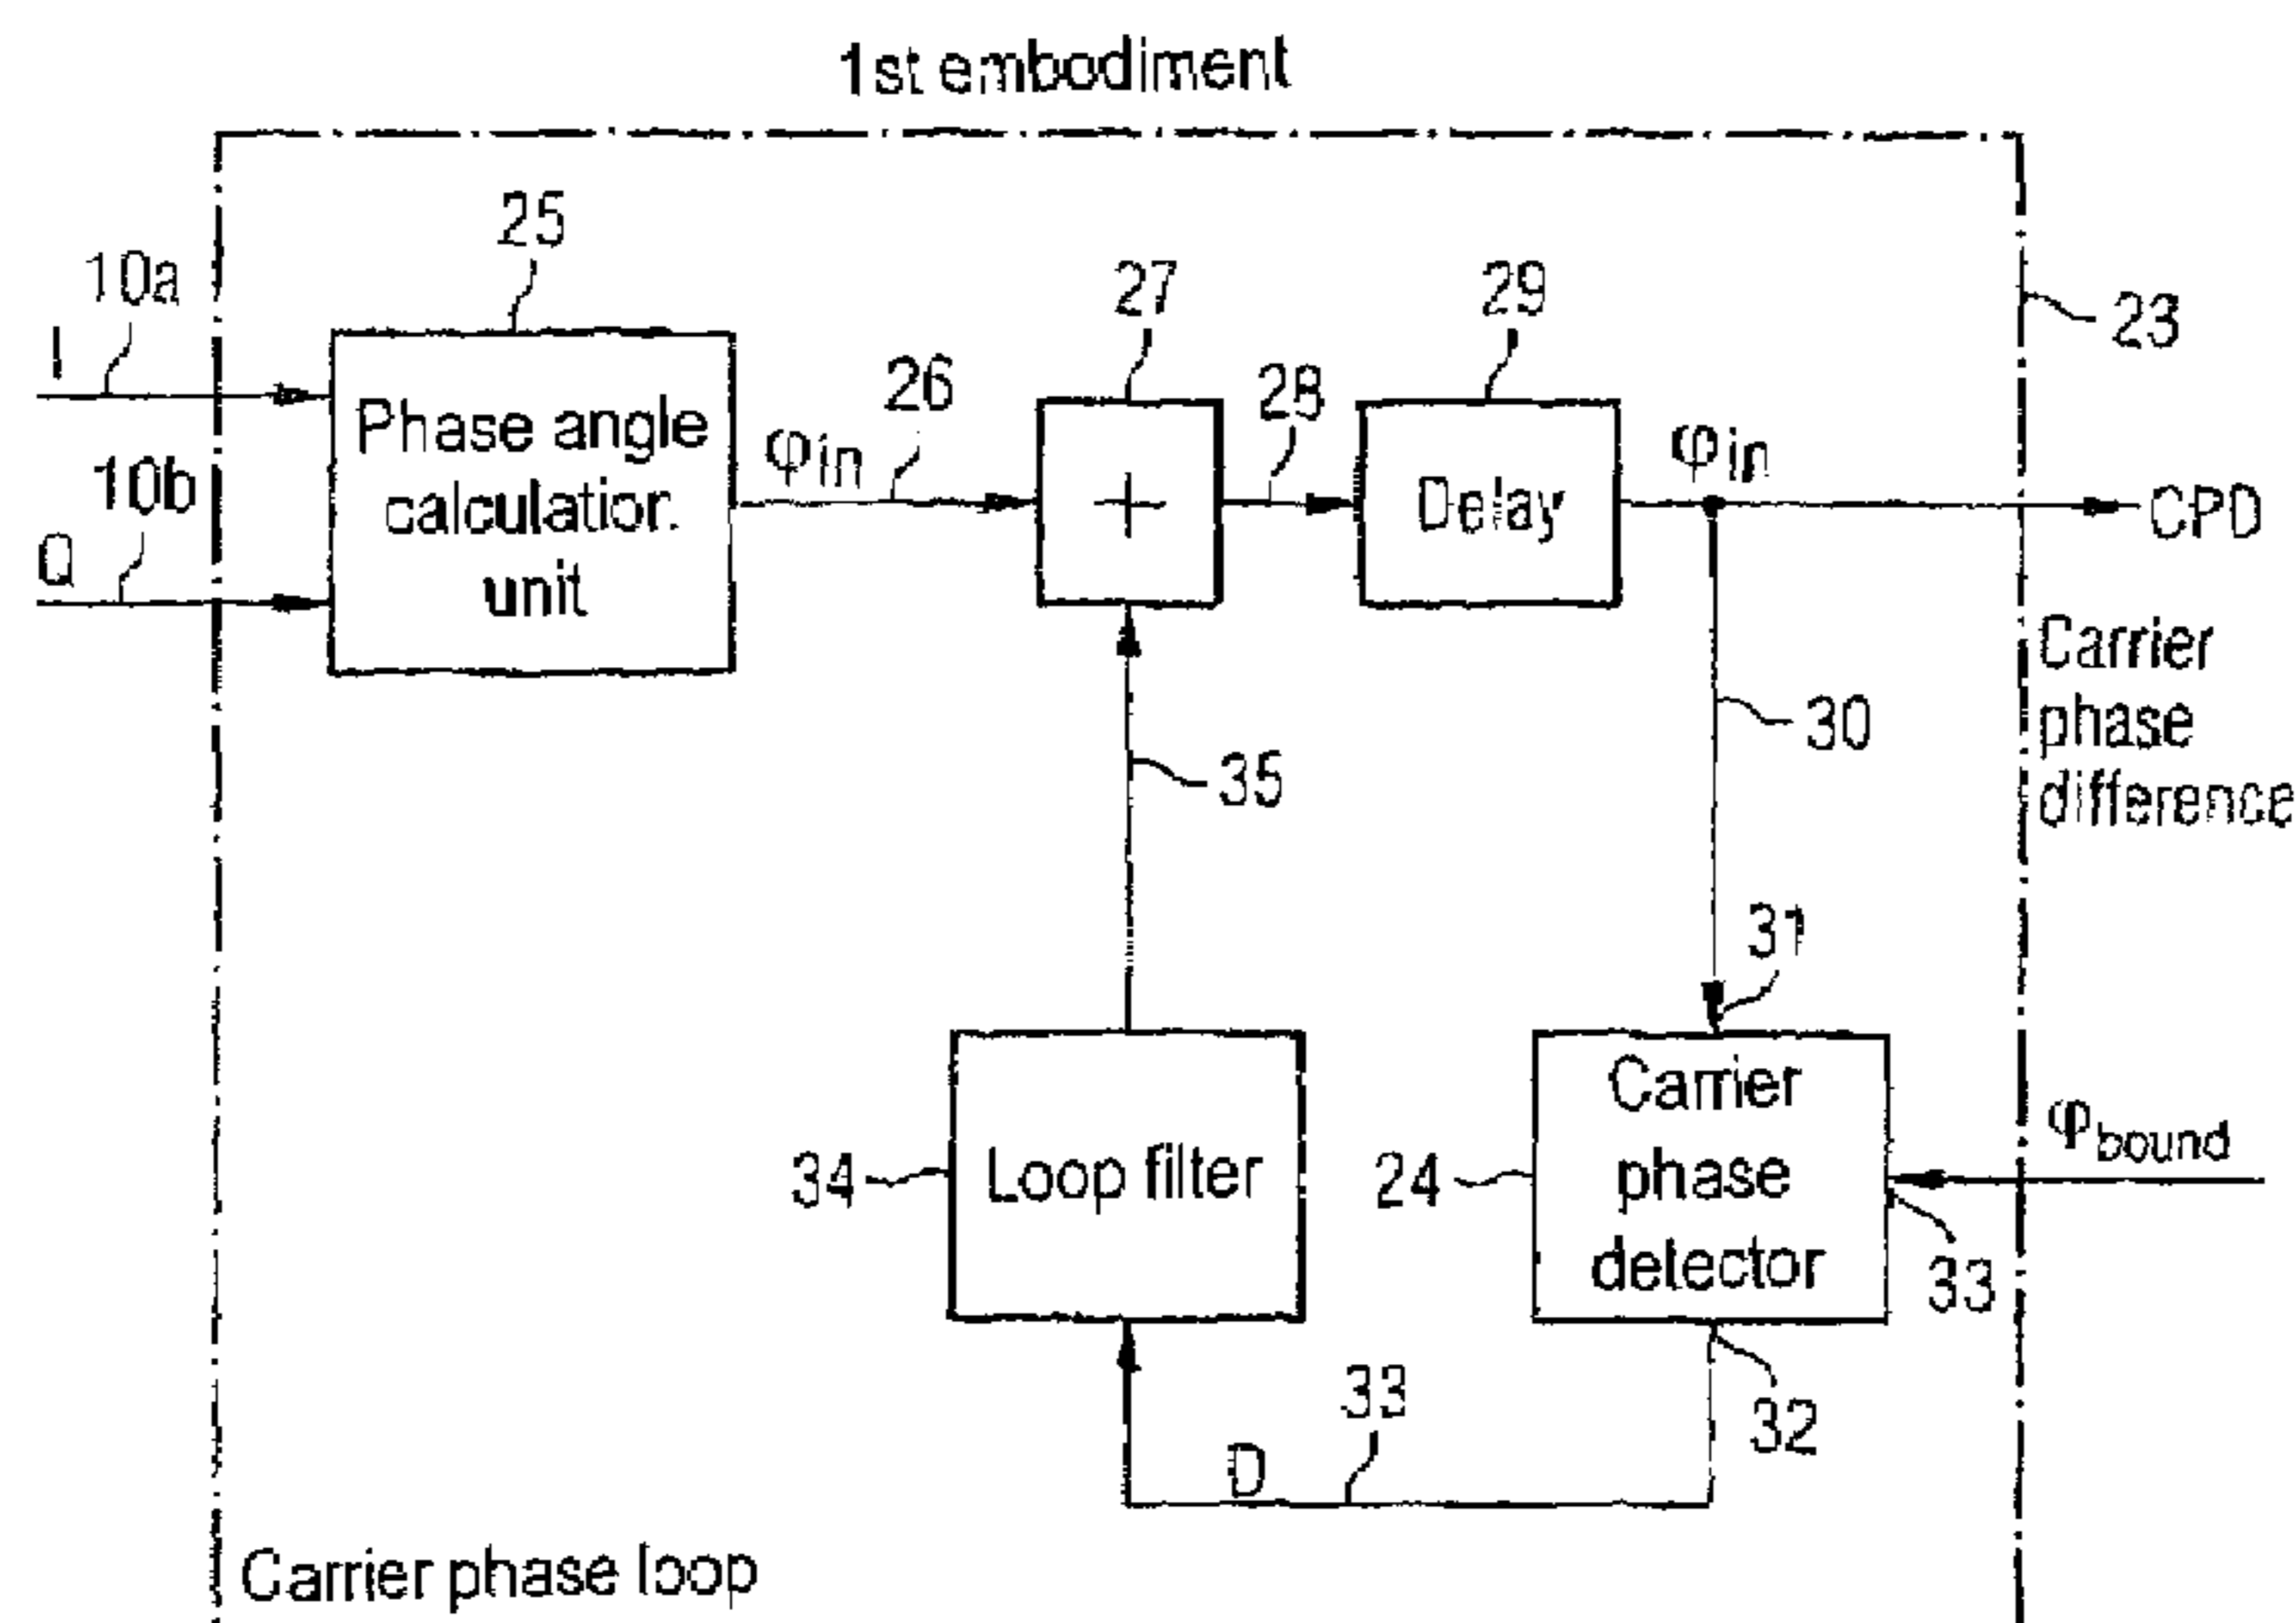 1st embodiment
25
10a
I
27
29
23
Phase angle
calculation
unit
26
28
φin
10b
Q
+
Delay
φin
CPD
Carrier
phase
difference
30
35
31
Carrier
phase
detector
φbound
34
Loop filter
24
33
33
32
D
Carrier phase loop